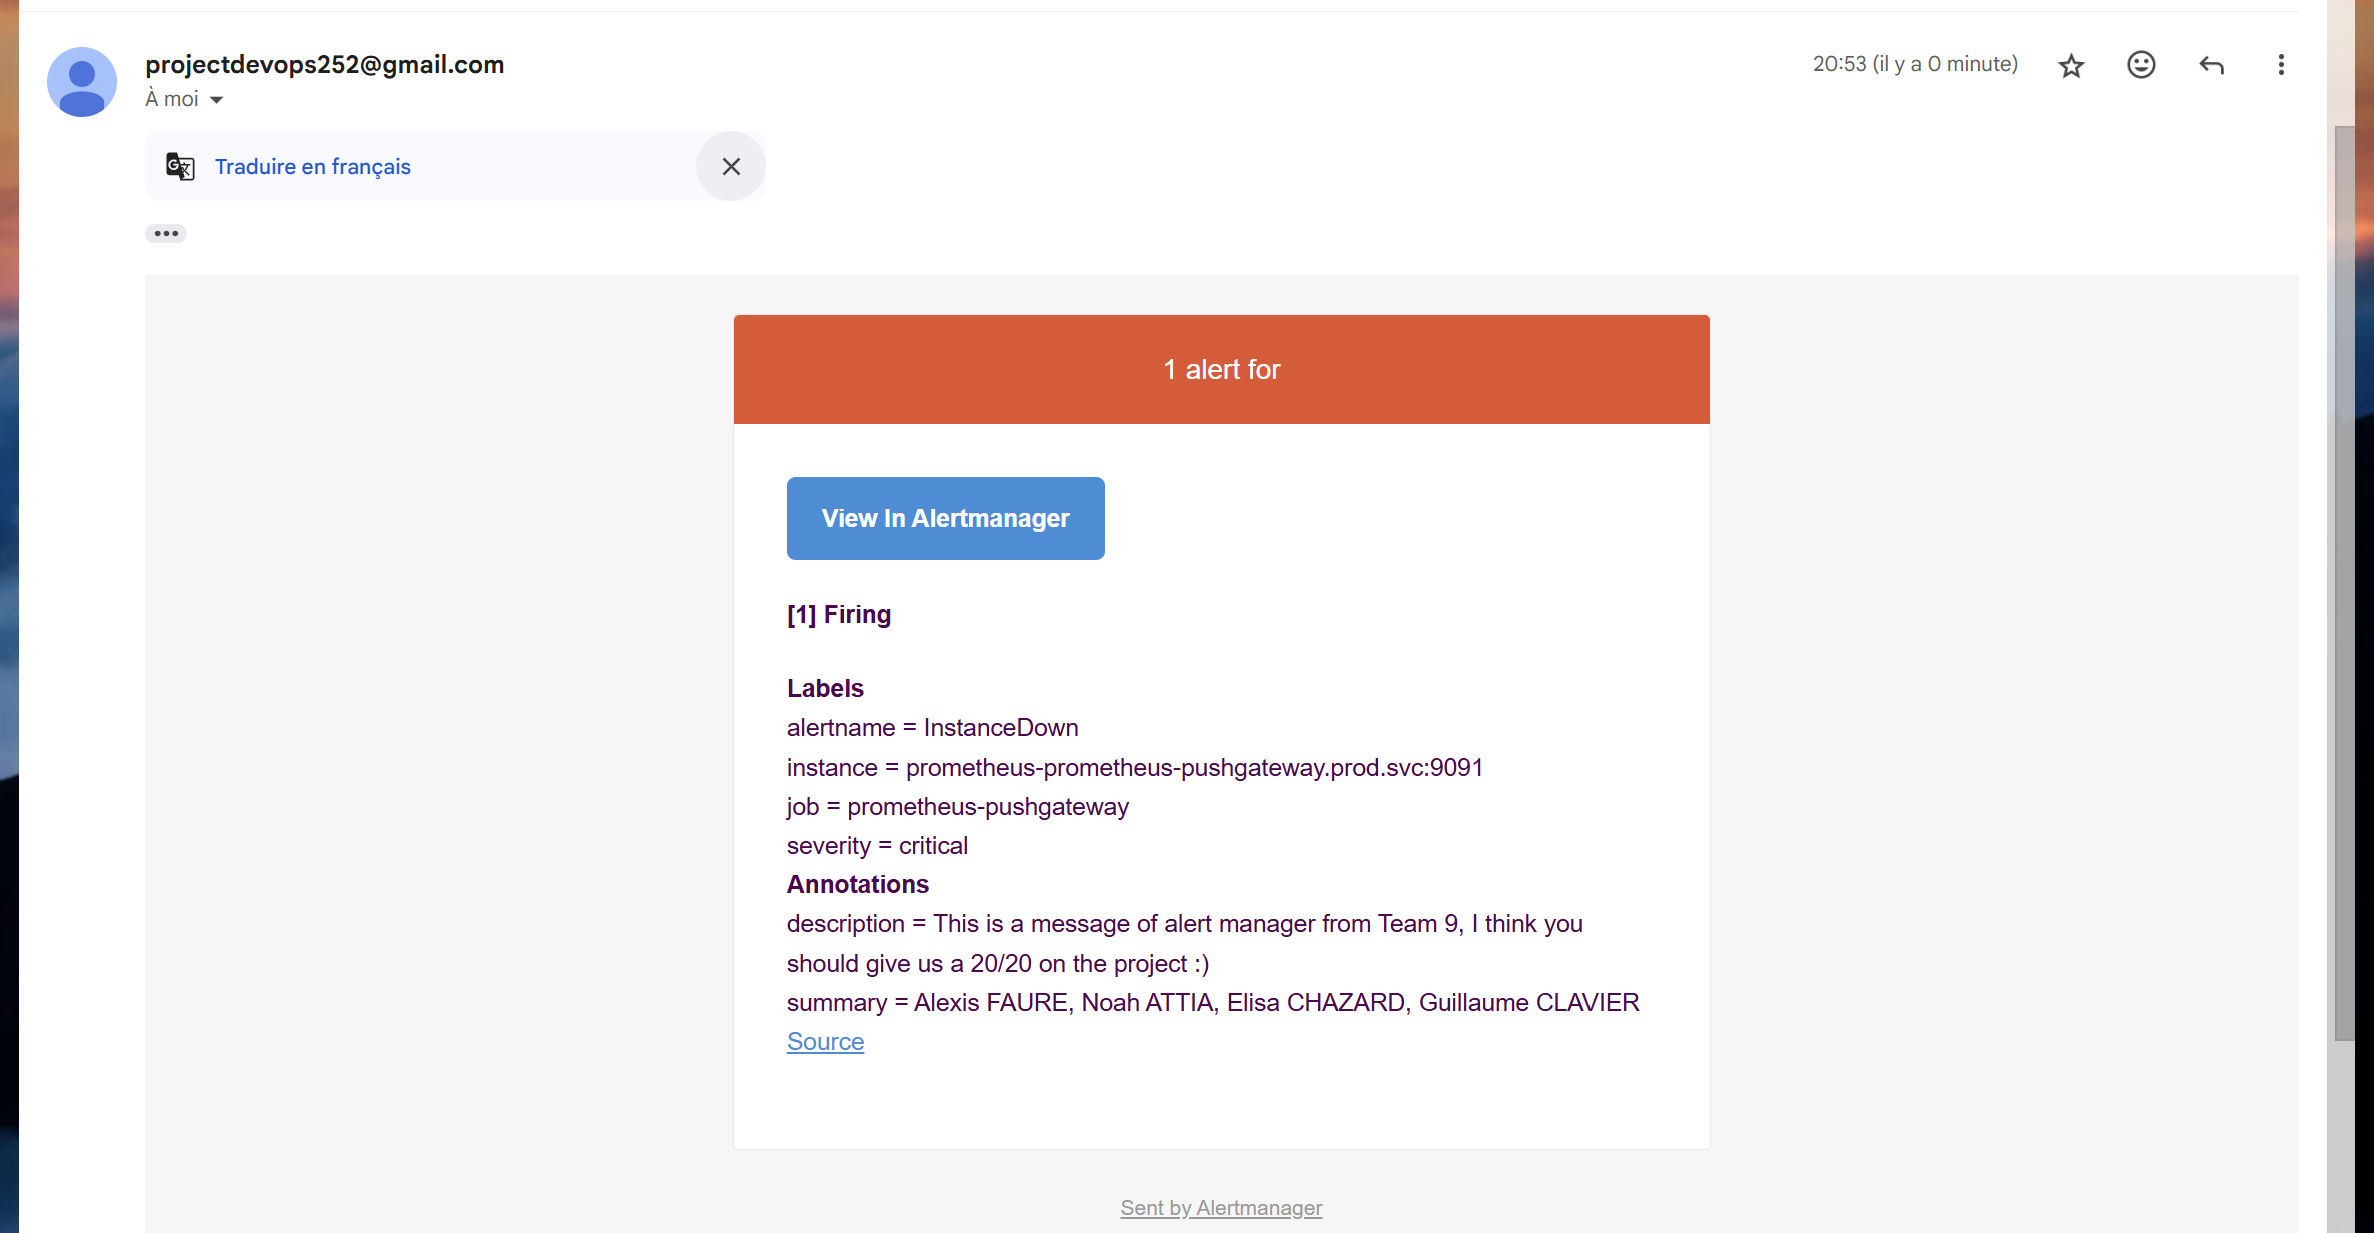 projectdevops252@gmail.com
20:53 (il y a 0 minute)
À moi
Traduire en français
1 alert for
View In Alertmanager
[1] Firing
Labels
alertname = InstanceDown
instance = prometheus-prometheus-pushgateway.prod.svc:9091
job = prometheus-pushgateway
severity = critical
Annotations
description = This is a message of alert manager from Team 9, I think you
should give us a 20/20 on the project :)
summary = Alexis FAURE, Noah ATTIA, Elisa CHAZARD, Guillaume CLAVIER
Source
Sent by Alertmanager